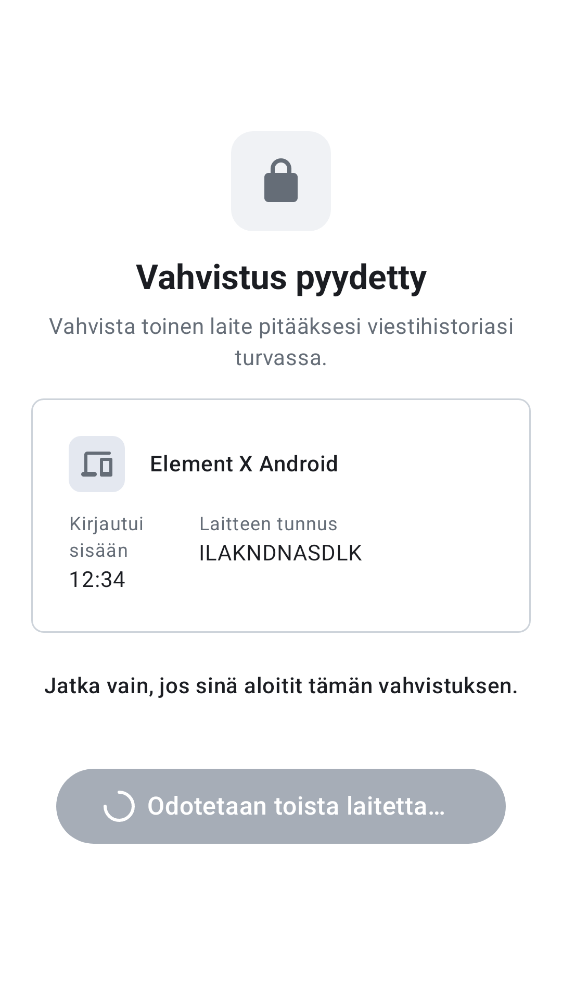 Vahvistus pyydetty
Vahvista toinen laite pitääksesi viestihistoriasi
turvassa.
Element X Android
Kirjautui
sisään
12:34
Laitteen tunnus
ILAKNDNASDLK
Jatka vain, jos sinä aloitit tämän vahvistuksen.
Odotetaan toista laitetta…